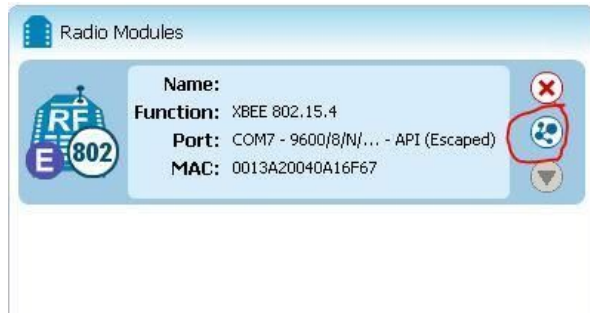 Radio Modules
Name:
Function: XBEE 802.15.4
Port: COM7 - 9600/8/N/... - API (Escaped)
MAC: 0013A20040A16F67
RF
E 802